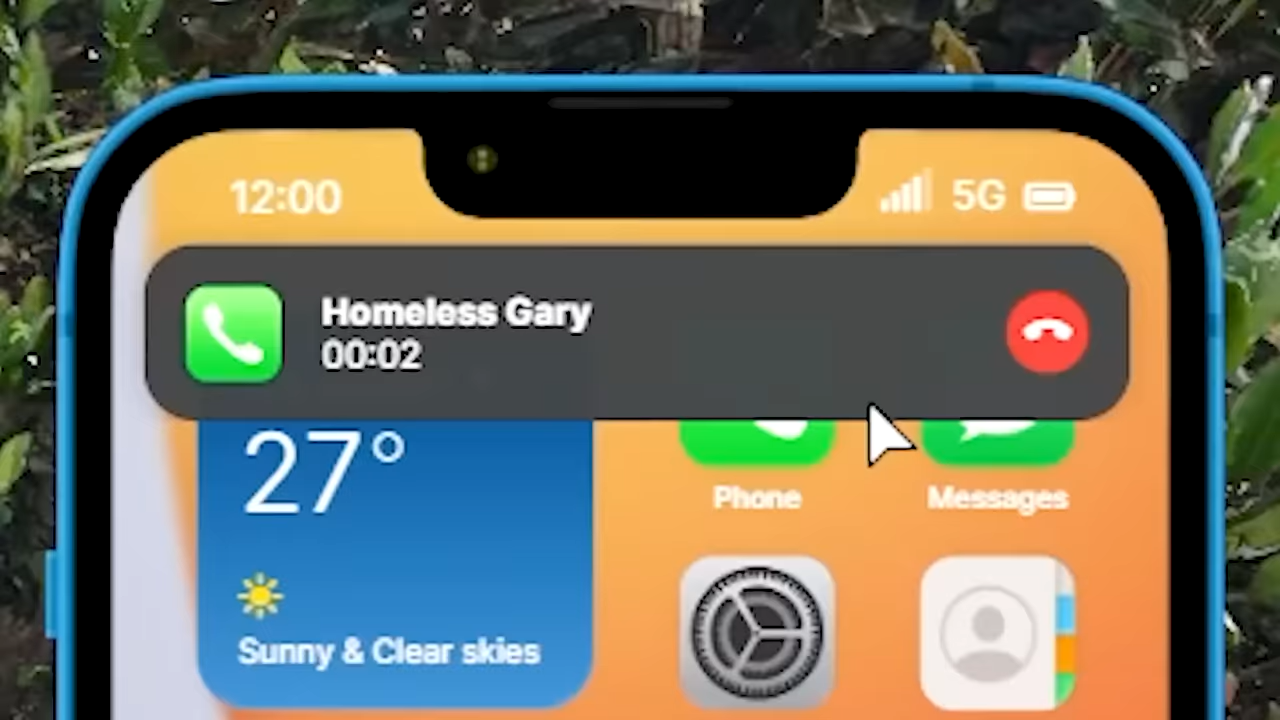 12:00
5G
Homeless Gary
00:02
27°
Sunny & Clear skies
Phone
Messages